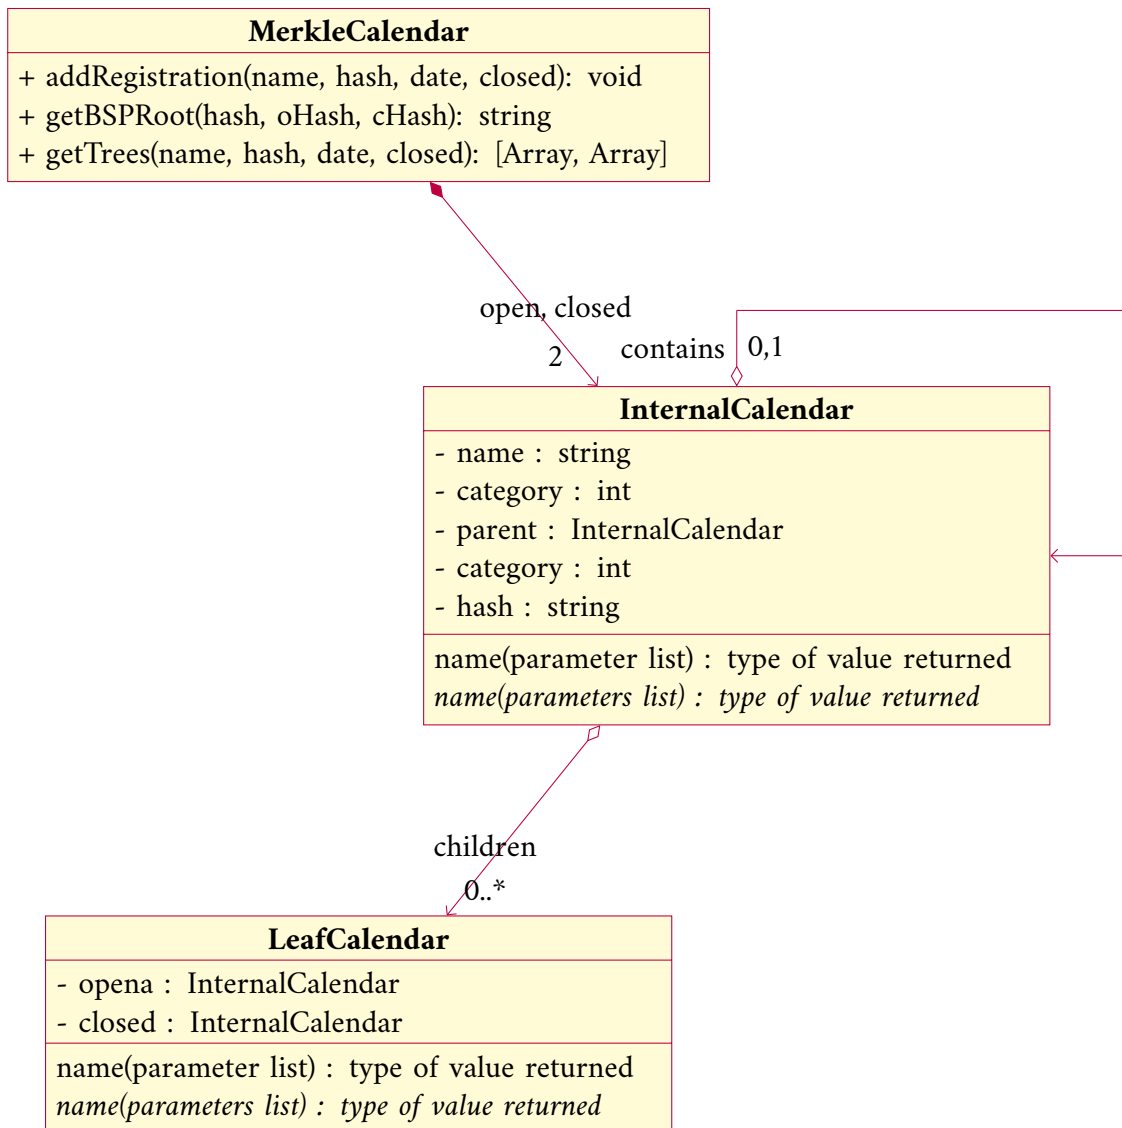 MerkleCalendar
+ addRegistration(name, hash, date, closed): void
+ getBSPRoot(hash, oHash, cHash): string
+ getTrees(name, hash, date, closed): [Array, Array]
open, closed
2
contains
0,1
InternalCalendar
- name : string
- category : int
- parent : InternalCalendar
- category : int
- hash : string
name(parameter list) : type of value returned
name(parameters list) : type of value returned
children
0..*
LeafCalendar
- opena : InternalCalendar
- closed : InternalCalendar
name(parameter list) : type of value returned
name(parameters list) : type of value returned